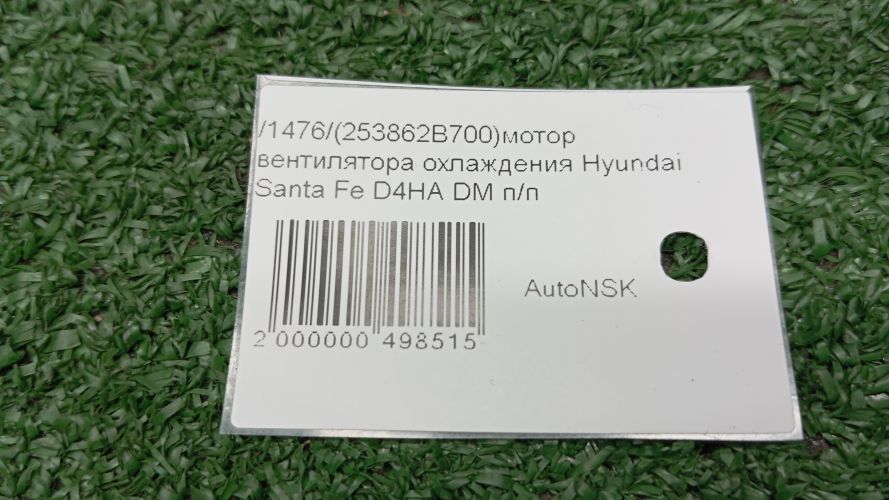 /1476/(253862B700)мотор
вентилятора охлаждения Hyundai
Santa Fe D4HA DM п/п
AutoNSK
2 000000 498515